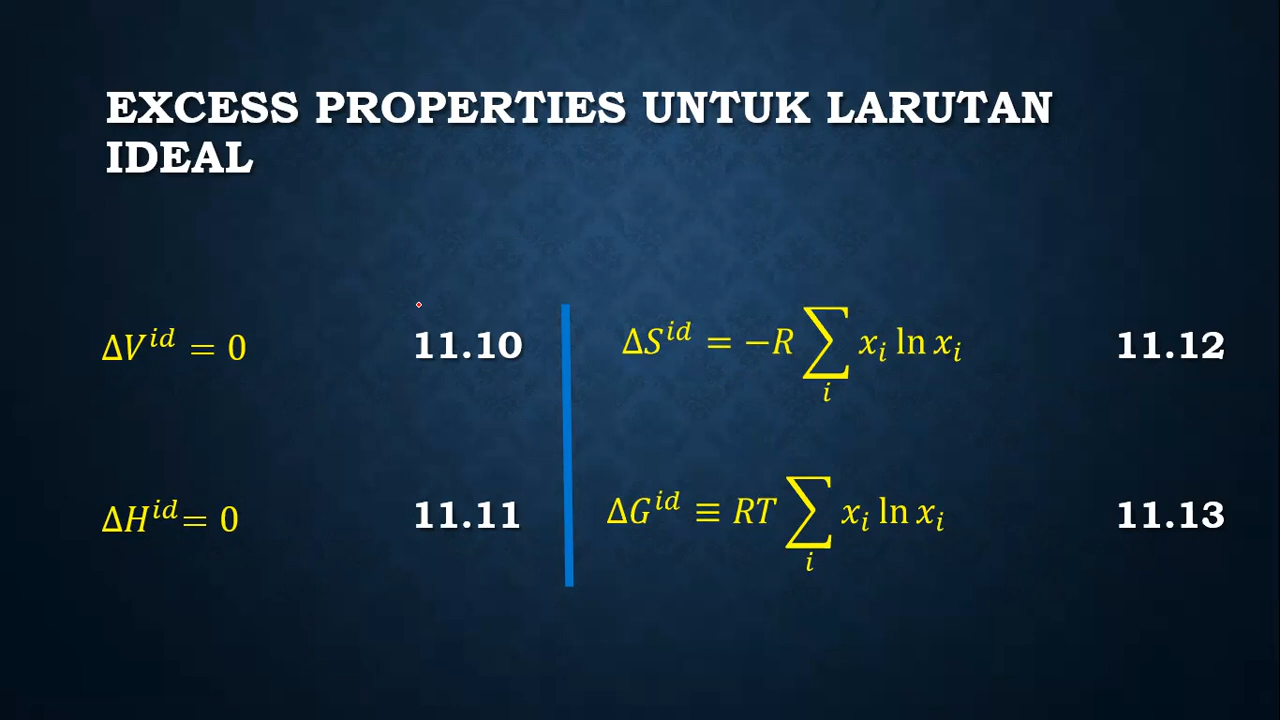 EXCESS PROPERTIES UNTUK LARUTAN
IDEAL
ΔV^{id} = 0
11.10
ΔH^{id} = 0
11.11
ΔS^{id} = −R ∑_i x_i ln x_i
11.12
ΔG^{id} ≡ RT ∑_i x_i ln x_i
11.13